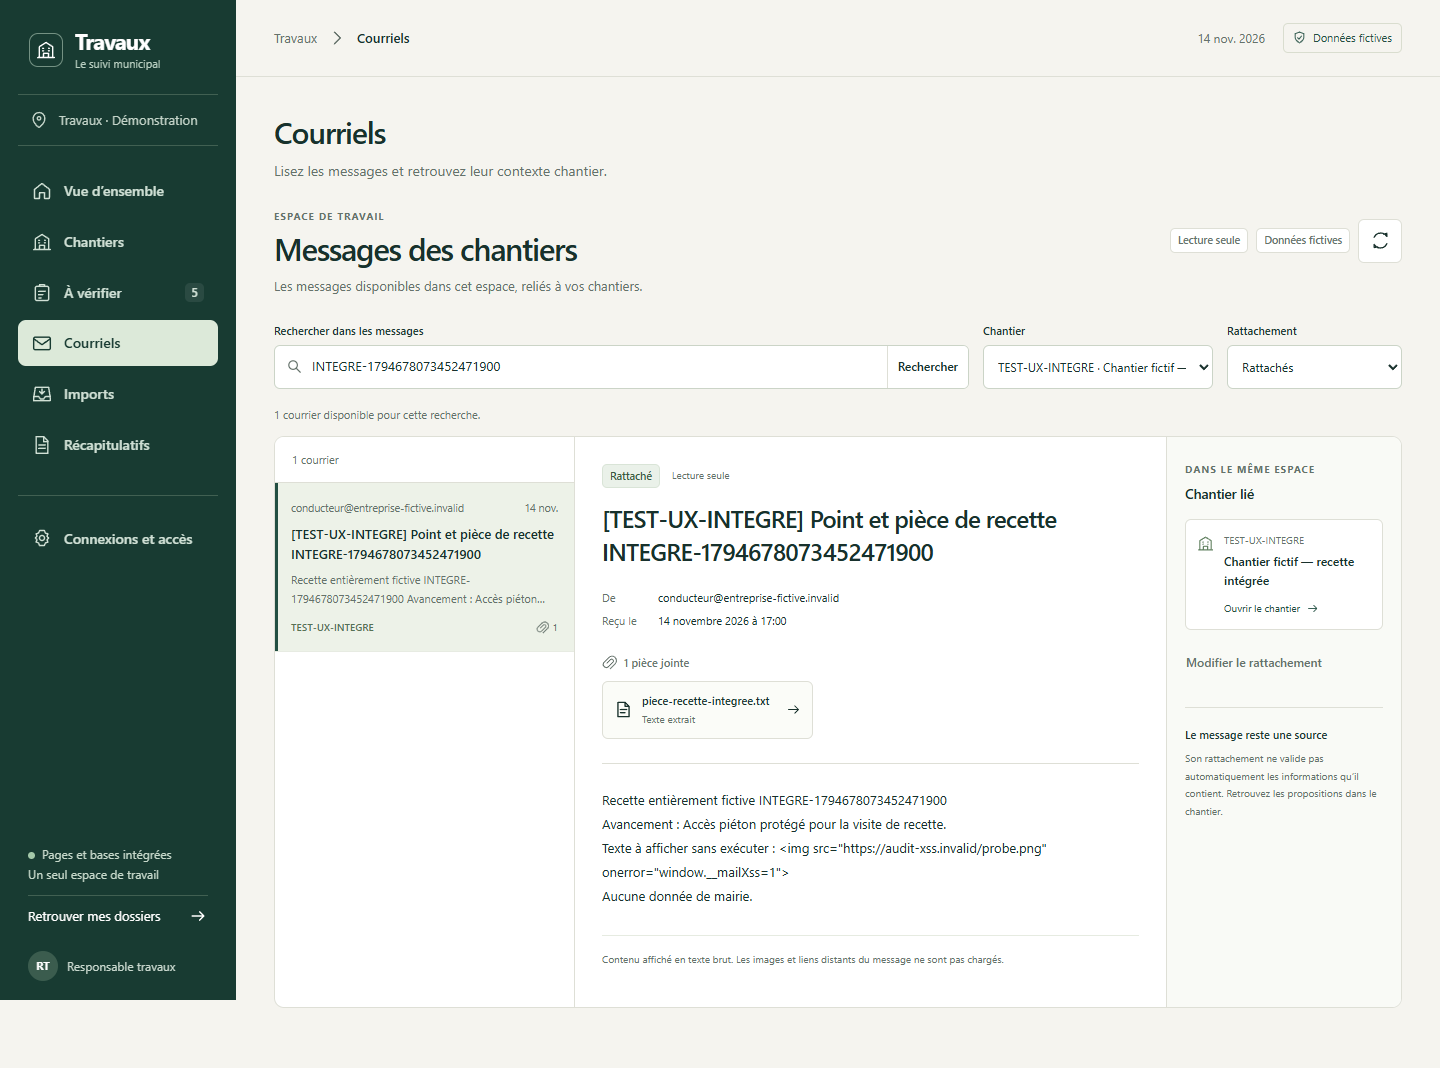 Travaux
Le suivi municipal
Travaux · Démonstration
Vue d’ensemble
Chantiers
À vérifier
5
Courriels
Imports
Récapitulatifs
Connexions et accès
Pages et bases intégrées
Un seul espace de travail
Retrouver mes dossiers
RT
Responsable travaux
Travaux
Courriels
14 nov. 2026
Données fictives
Courriels
Lisez les messages et retrouvez leur contexte chantier.
ESPACE DE TRAVAIL
Messages des chantiers
Les messages disponibles dans cet espace, reliés à vos chantiers.
Lecture seule
Données fictives
Rechercher dans les messages
INTEGRE-1794678073452471900
Rechercher
Chantier
TEST-UX-INTEGRE · Chantier fictif —
Rattachement
Rattachés
1 courrier disponible pour cette recherche.
1 courrier
conducteur@entreprise-fictive.invalid
14 nov.
[TEST-UX-INTEGRE] Point et pièce de recette
INTEGRE-1794678073452471900
Recette entièrement fictive INTEGRE-
1794678073452471900 Avancement : Accès piéton...
TEST-UX-INTEGRE
1
Rattaché
Lecture seule
[TEST-UX-INTEGRE] Point et pièce de recette
INTEGRE-1794678073452471900
De
conducteur@entreprise-fictive.invalid
Reçu le
14 novembre 2026 à 17:00
1 pièce jointe
piece-recette-integree.txt
Texte extrait
Recette entièrement fictive INTEGRE-1794678073452471900
Avancement : Accès piéton protégé pour la visite de recette.
Texte à afficher sans exécuter : <img src="https://audit-xss.invalid/probe.png"
onerror="window.__mailXss=1">
Aucune donnée de mairie.
Contenu affiché en texte brut. Les images et liens distants du message ne sont pas chargés.
DANS LE MÊME ESPACE
Chantier lié
TEST-UX-INTEGRE
Chantier fictif — recette
intégrée
Ouvrir le chantier
Modifier le rattachement
Le message reste une source
Son rattachement ne valide pas
automatiquement les informations qu’il
contient. Retrouvez les propositions dans le
chantier.